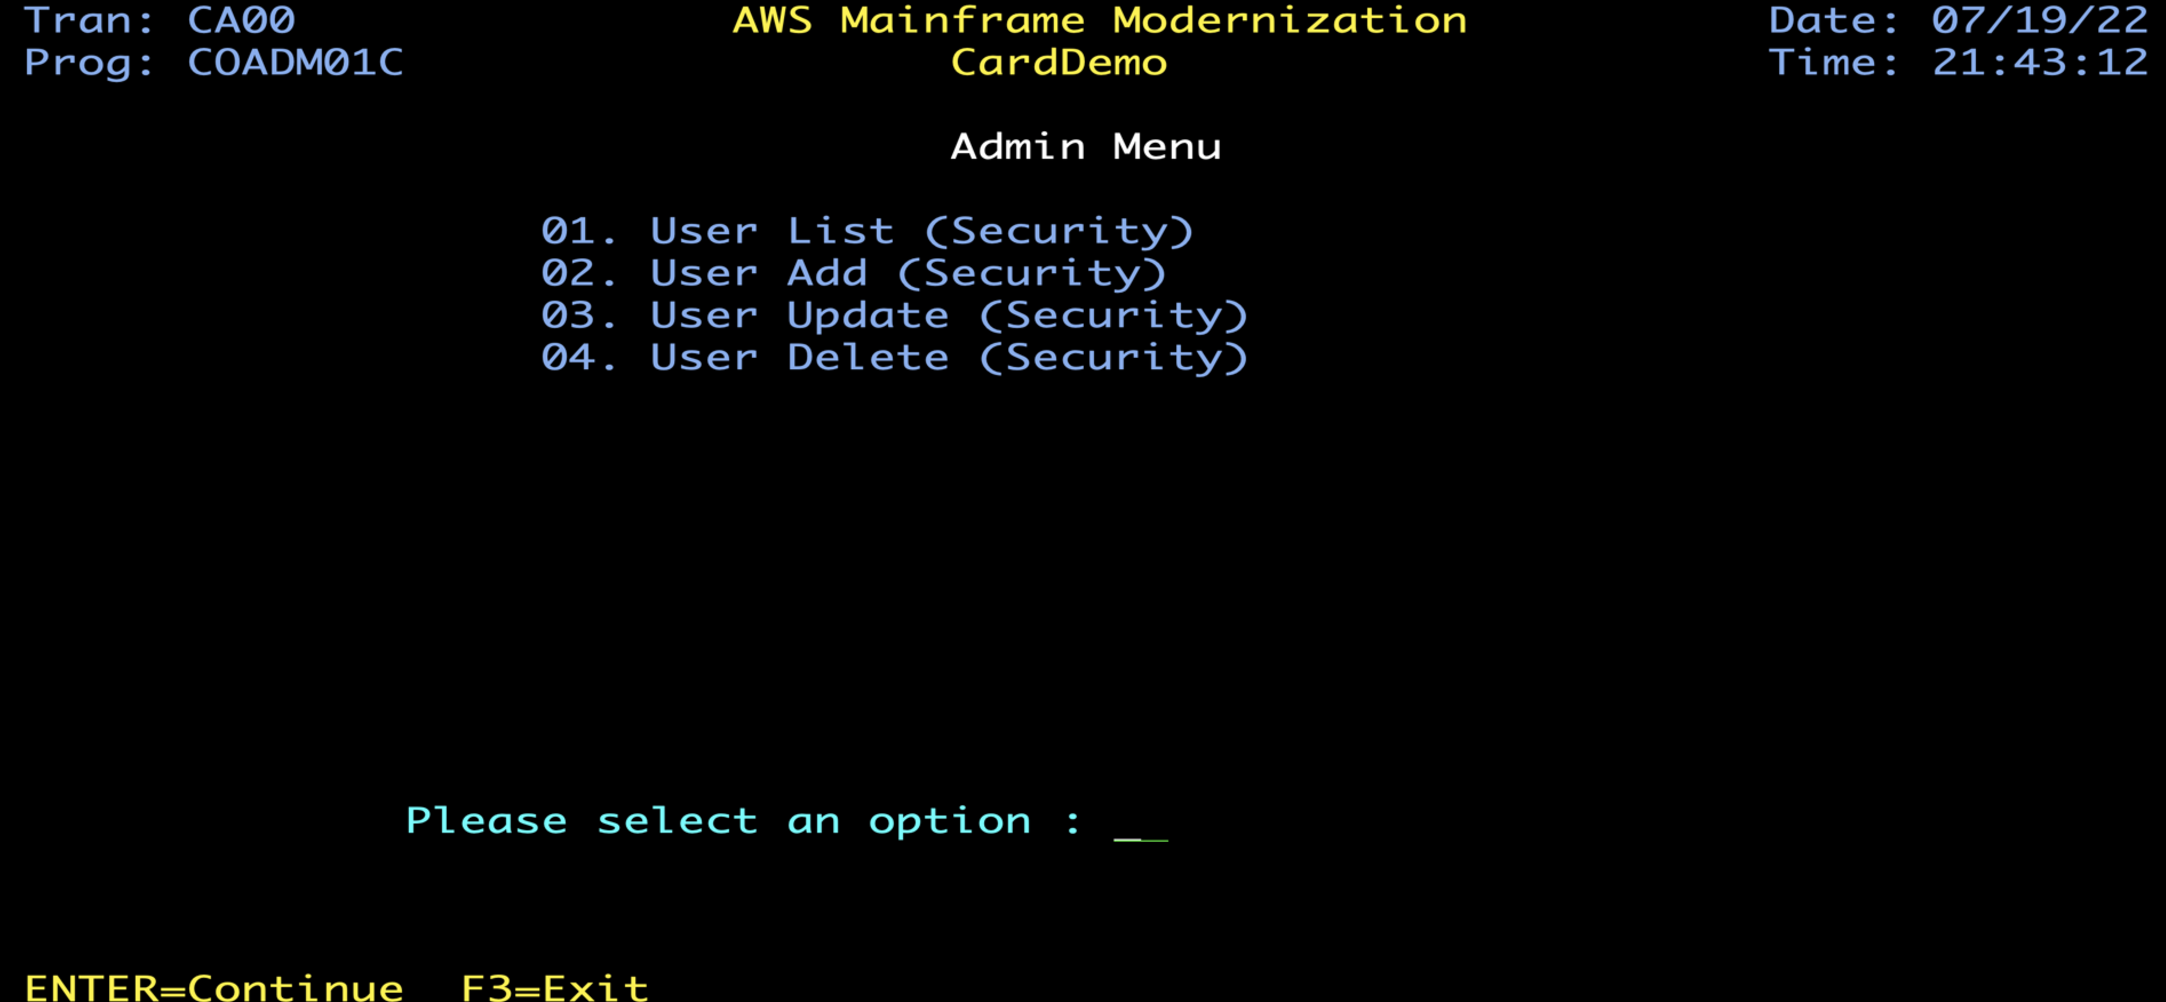 Tran: CA00 AWS Mainframe Modernization Date: 07/19/22
Prog: COADM01C CardDemo Time: 21:43:12
Admin Menu
01. User List (Security)
02. User Add (Security)
03. User Update (Security)
04. User Delete (Security)
Please select an option : __
ENTER=Continue F3=Exit